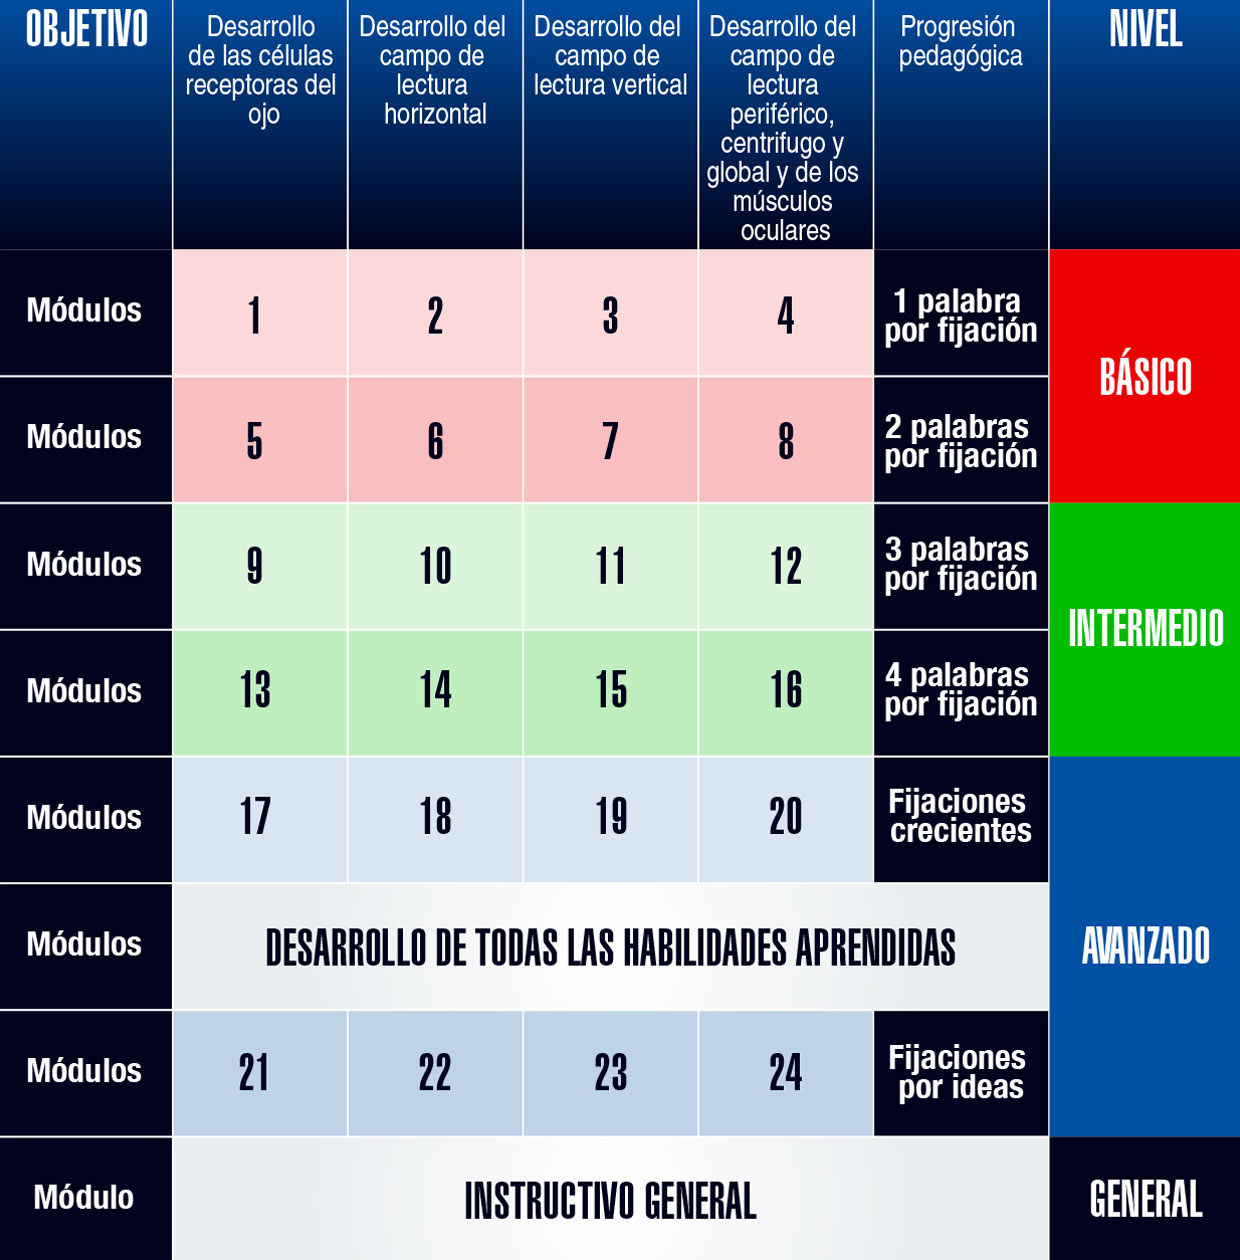 OBJETIVO
Desarrollo
de las células
receptoras del
ojo
Desarrollo del
campo de
lectura
horizontal
Desarrollo del
campo de
lectura vertical
Desarrollo del
campo de
lectura
periférico,
centrifugo y
global y de los
músculos
oculares
Progresión
pedagógica
NIVEL
Módulos
1
2
3
4
1 palabra
por fijación
BÁSICO
Módulos
5
6
7
8
2 palabras
por fijación
Módulos
9
10
11
12
3 palabras
por fijación
INTERMEDIO
Módulos
13
14
15
16
4 palabras
por fijación
Módulos
17
18
19
20
Fijaciones
crecientes
AVANZADO
Módulos
DESARROLLO DE TODAS LAS HABILIDADES APRENDIDAS
Módulos
21
22
23
24
Fijaciones
por ideas
Módulo
INSTRUCTIVO GENERAL
GENERAL